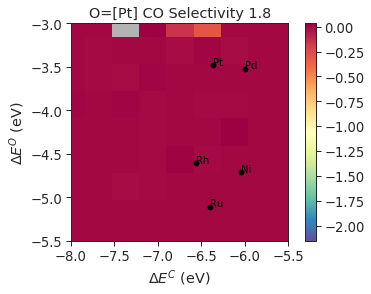 O=[Pt] CO Selectivity 1.8
−3.0
−3.5
−4.0
−4.5
−5.0
−5.5
ΔE^O (eV)
Pt
Pd
Rh
Ni
Ru
−8.0 −7.5 −7.0 −6.5 −6.0 −5.5
ΔE^C (eV)
0.00
−0.25
−0.50
−0.75
−1.00
−1.25
−1.50
−1.75
−2.00